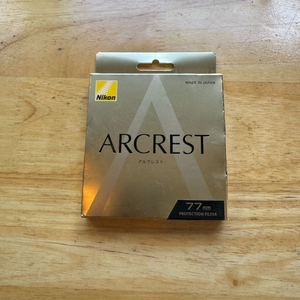 MADE IN JAPAN
Nikon
ARCREST
アルクレスト
77mm
PROTECTION FILTER